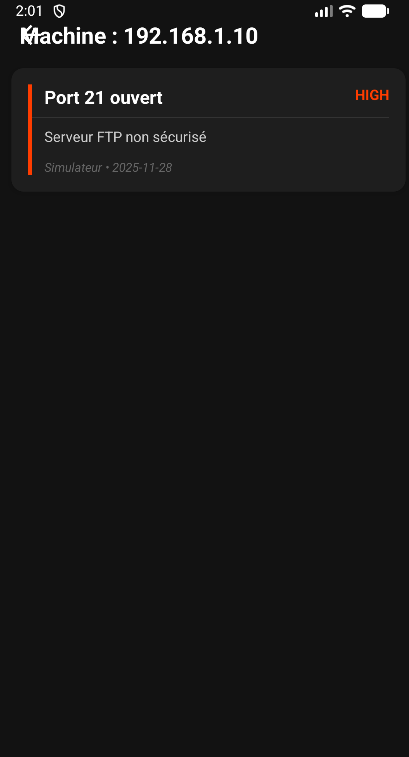 2:01
Machine : 192.168.1.10
Port 21 ouvert
HIGH
Serveur FTP non sécurisé
Simulateur • 2025-11-28